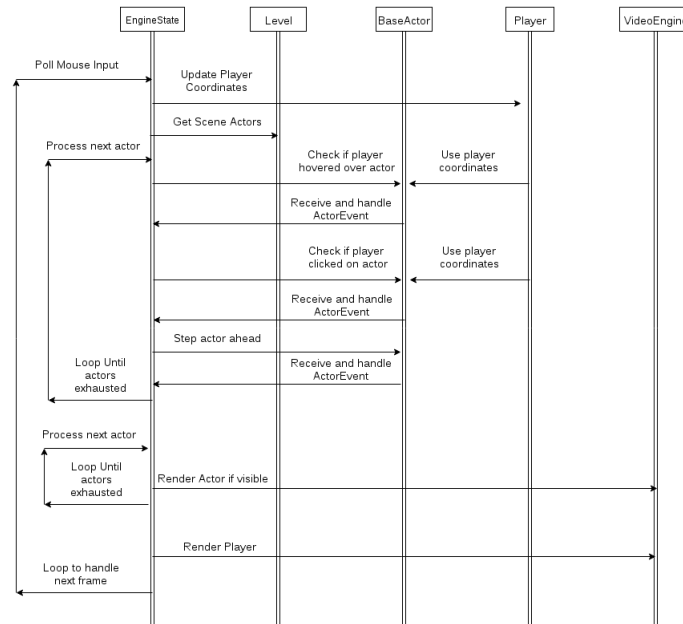 EngineState
Level
BaseActor
Player
VideoEngine
Poll Mouse Input
Update Player
Coordinates
Get Scene Actors
Process next actor
Check if player
hovered over actor
Use player
coordinates
Receive and handle
ActorEvent
Check if player
clicked on actor
Use player
coordinates
Receive and handle
ActorEvent
Step actor ahead
Loop Until
actors
exhausted
Receive and handle
ActorEvent
Process next actor
Loop Until
actors
exhausted
Render Actor if visible
Render Player
Loop to handle
next frame